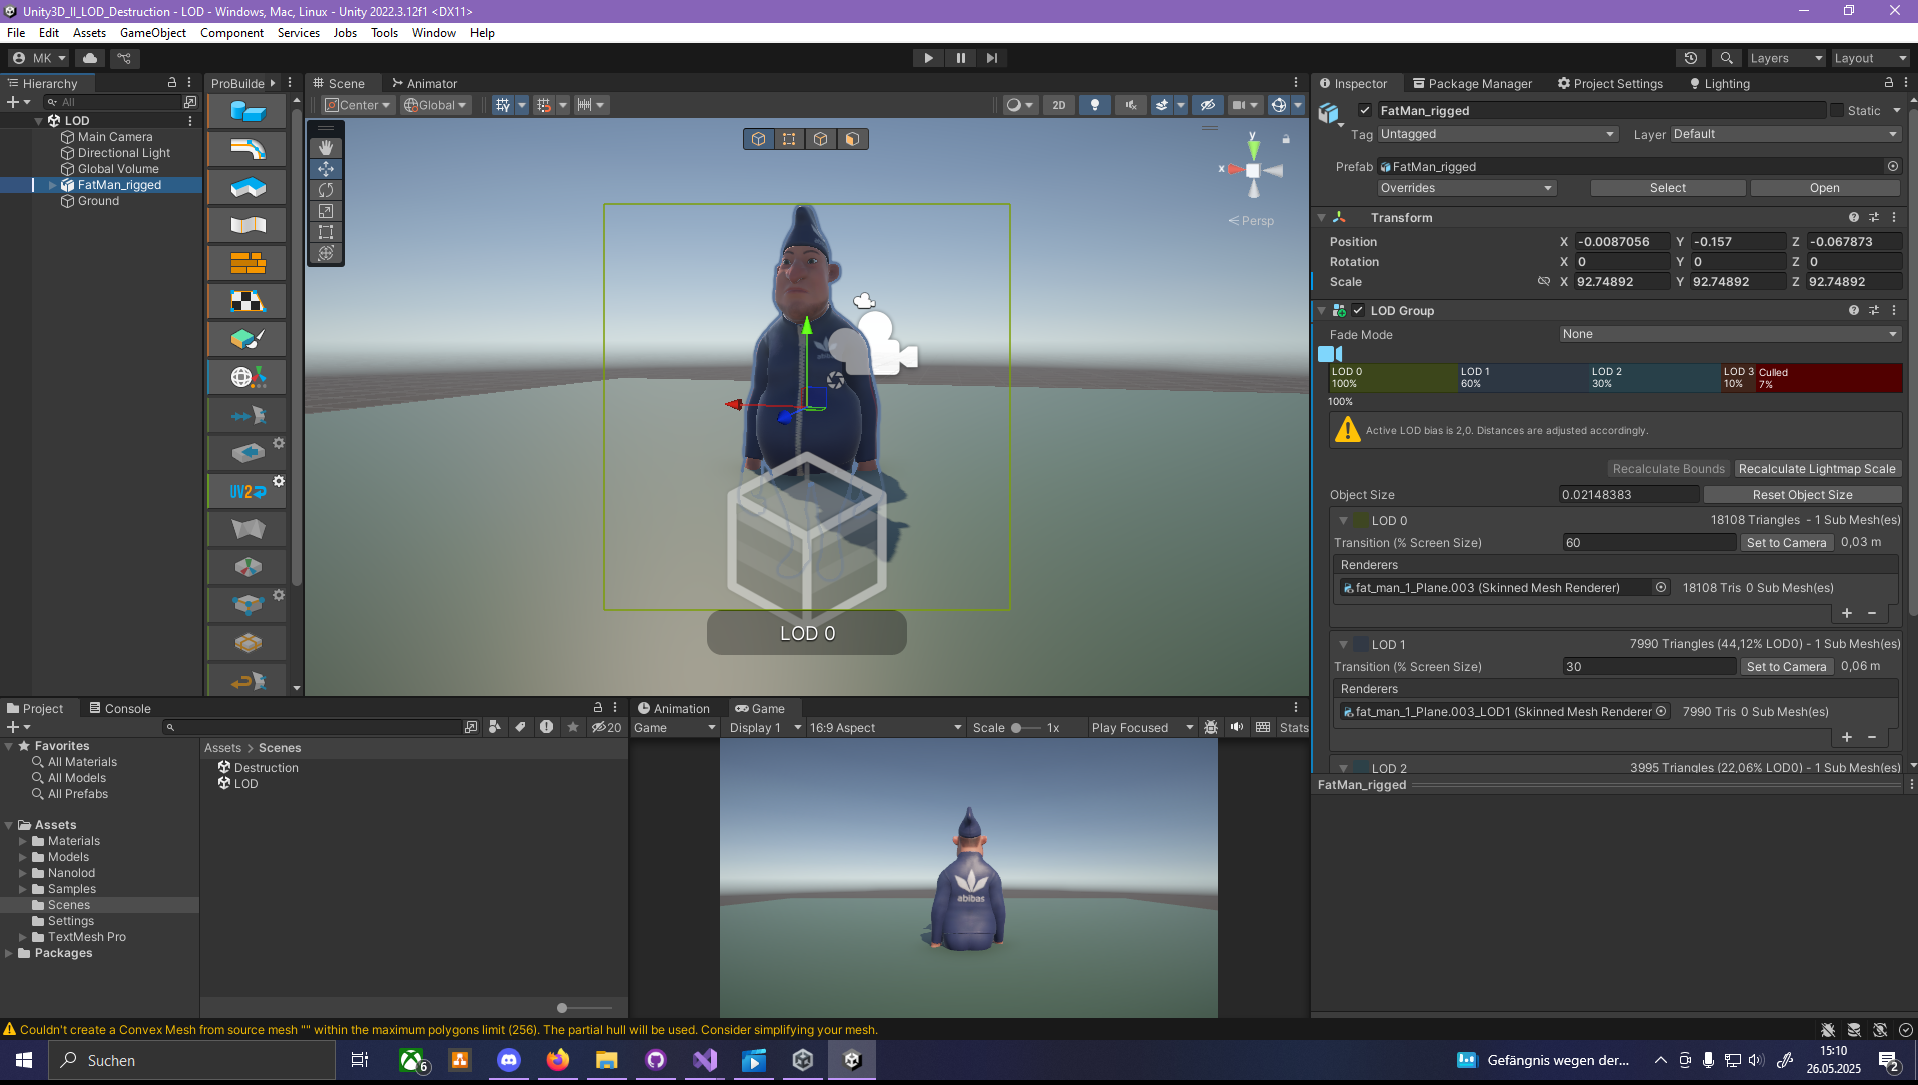 Unity3D_II_LOD_Destruction - LOD - Windows, Mac, Linux - Unity 2022.3.12f1 <DX11>
File Edit Assets GameObject Component Services Jobs Tools Window Help
MK Layers Layout
Hierarchy ProBuilde Scene Animator Inspector Package Manager Project Settings Lighting
All Center Global 2D FatMan_rigged Static
LOD
Main Camera
Directional Light
Global Volume
FatMan_rigged
Ground
UV2
y
x
Persp
LOD 0
Tag Untagged Layer Default
Prefab FatMan_rigged
Overrides Select Open
Transform
Position X -0.0087056 Y -0.157 Z -0.067873
Rotation X 0 Y 0 Z 0
Scale X 92.74892 Y 92.74892 Z 92.74892
LOD Group
Fade Mode None
LOD 0 LOD 1 LOD 2 LOD 3 Culled
100% 60% 30% 10% 7%
100%
Active LOD bias is 2,0. Distances are adjusted accordingly.
Recalculate Bounds Recalculate Lightmap Scale
Object Size 0.02148383 Reset Object Size
LOD 0 18108 Triangles - 1 Sub Mesh(es)
Transition (% Screen Size) 60 Set to Camera 0,03 m
Renderers
fat_man_1_Plane.003 (Skinned Mesh Renderer) 18108 Tris 0 Sub Mesh(es)
+ −
LOD 1 7990 Triangles (44,12% LOD0) - 1 Sub Mesh(es)
Transition (% Screen Size) 30 Set to Camera 0,06 m
Renderers
fat_man_1_Plane.003_LOD1 (Skinned Mesh Renderer 7990 Tris 0 Sub Mesh(es)
+ −
LOD 2 3995 Triangles (22,06% LOD0) - 1 Sub Mesh(es)
FatMan_rigged
Project Console Animation Game
20 Game Display 1 16:9 Aspect Scale 1x Play Focused Stats
Favorites
All Materials
All Models
All Prefabs
Assets
Materials
Models
Nanolod
Samples
Scenes
Settings
TextMesh Pro
Packages
Assets > Scenes
Destruction
LOD
abibas
Couldn't create a Convex Mesh from source mesh "" within the maximum polygons limit (256). The partial hull will be used. Consider simplifying your mesh.
Suchen 6 Gefängnis wegen der... 15:10
26.05.2025 2